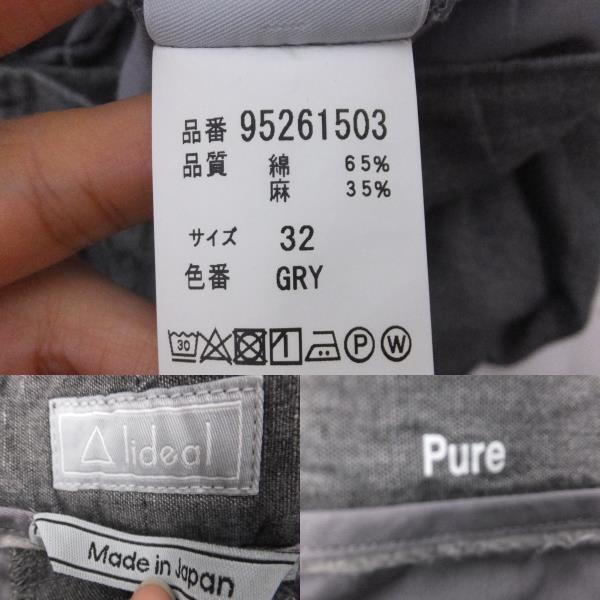 品番 95261503
品質 綿 65%
麻 35%
サイズ 32
色番 GRY
30 P W
lideal
Made in Japan
Pure